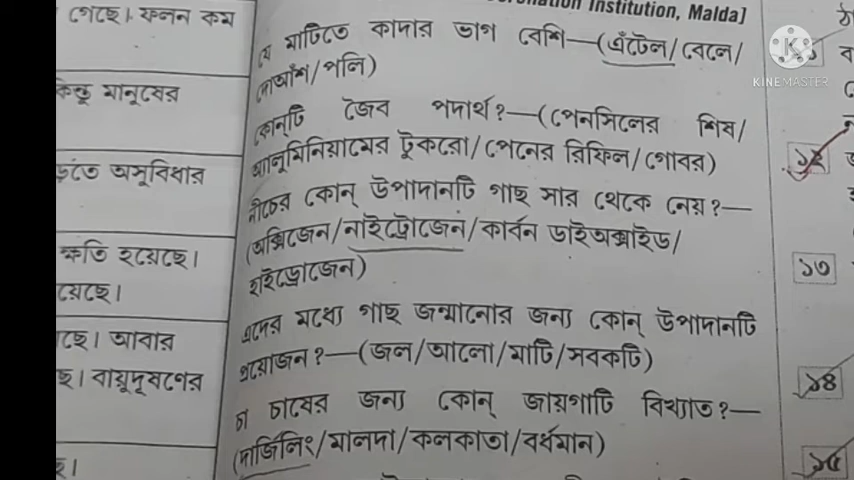 গেছে। ফলন কম
কিন্তু মানুষের
অসুবিধার
ক্ষতি হয়েছে।
য়েছে।
আবার
বায়ুদূষণের
Institution, Malda]
যে মাটিতে কাদার ভাগ বেশি—(এঁটেল/বেলে/
দোআঁশ/পলি)
কোন্‌টি জৈব পদার্থ?—(পেনসিলের শিষ/
অ্যালুমিনিয়ামের টুকরো/পেনের রিফিল/গোবর)
নীচের কোন্ উপাদানটি গাছ সার থেকে নেয়?—
(অক্সিজেন/নাইট্রোজেন/কার্বন ডাইঅক্সাইড/
হাইড্রোজেন)
এদের মধ্যে গাছ জন্মানোর জন্য কোন্ উপাদানটি
প্রয়োজন?—(জল/আলো/মাটি/সবকটি)
চা চাষের জন্য কোন্ জায়গাটি বিখ্যাত?—
(দার্জিলিং/মালদা/কলকাতা/বর্ধমান)
KINEMASTER
১২
১৩
১৪
১৫